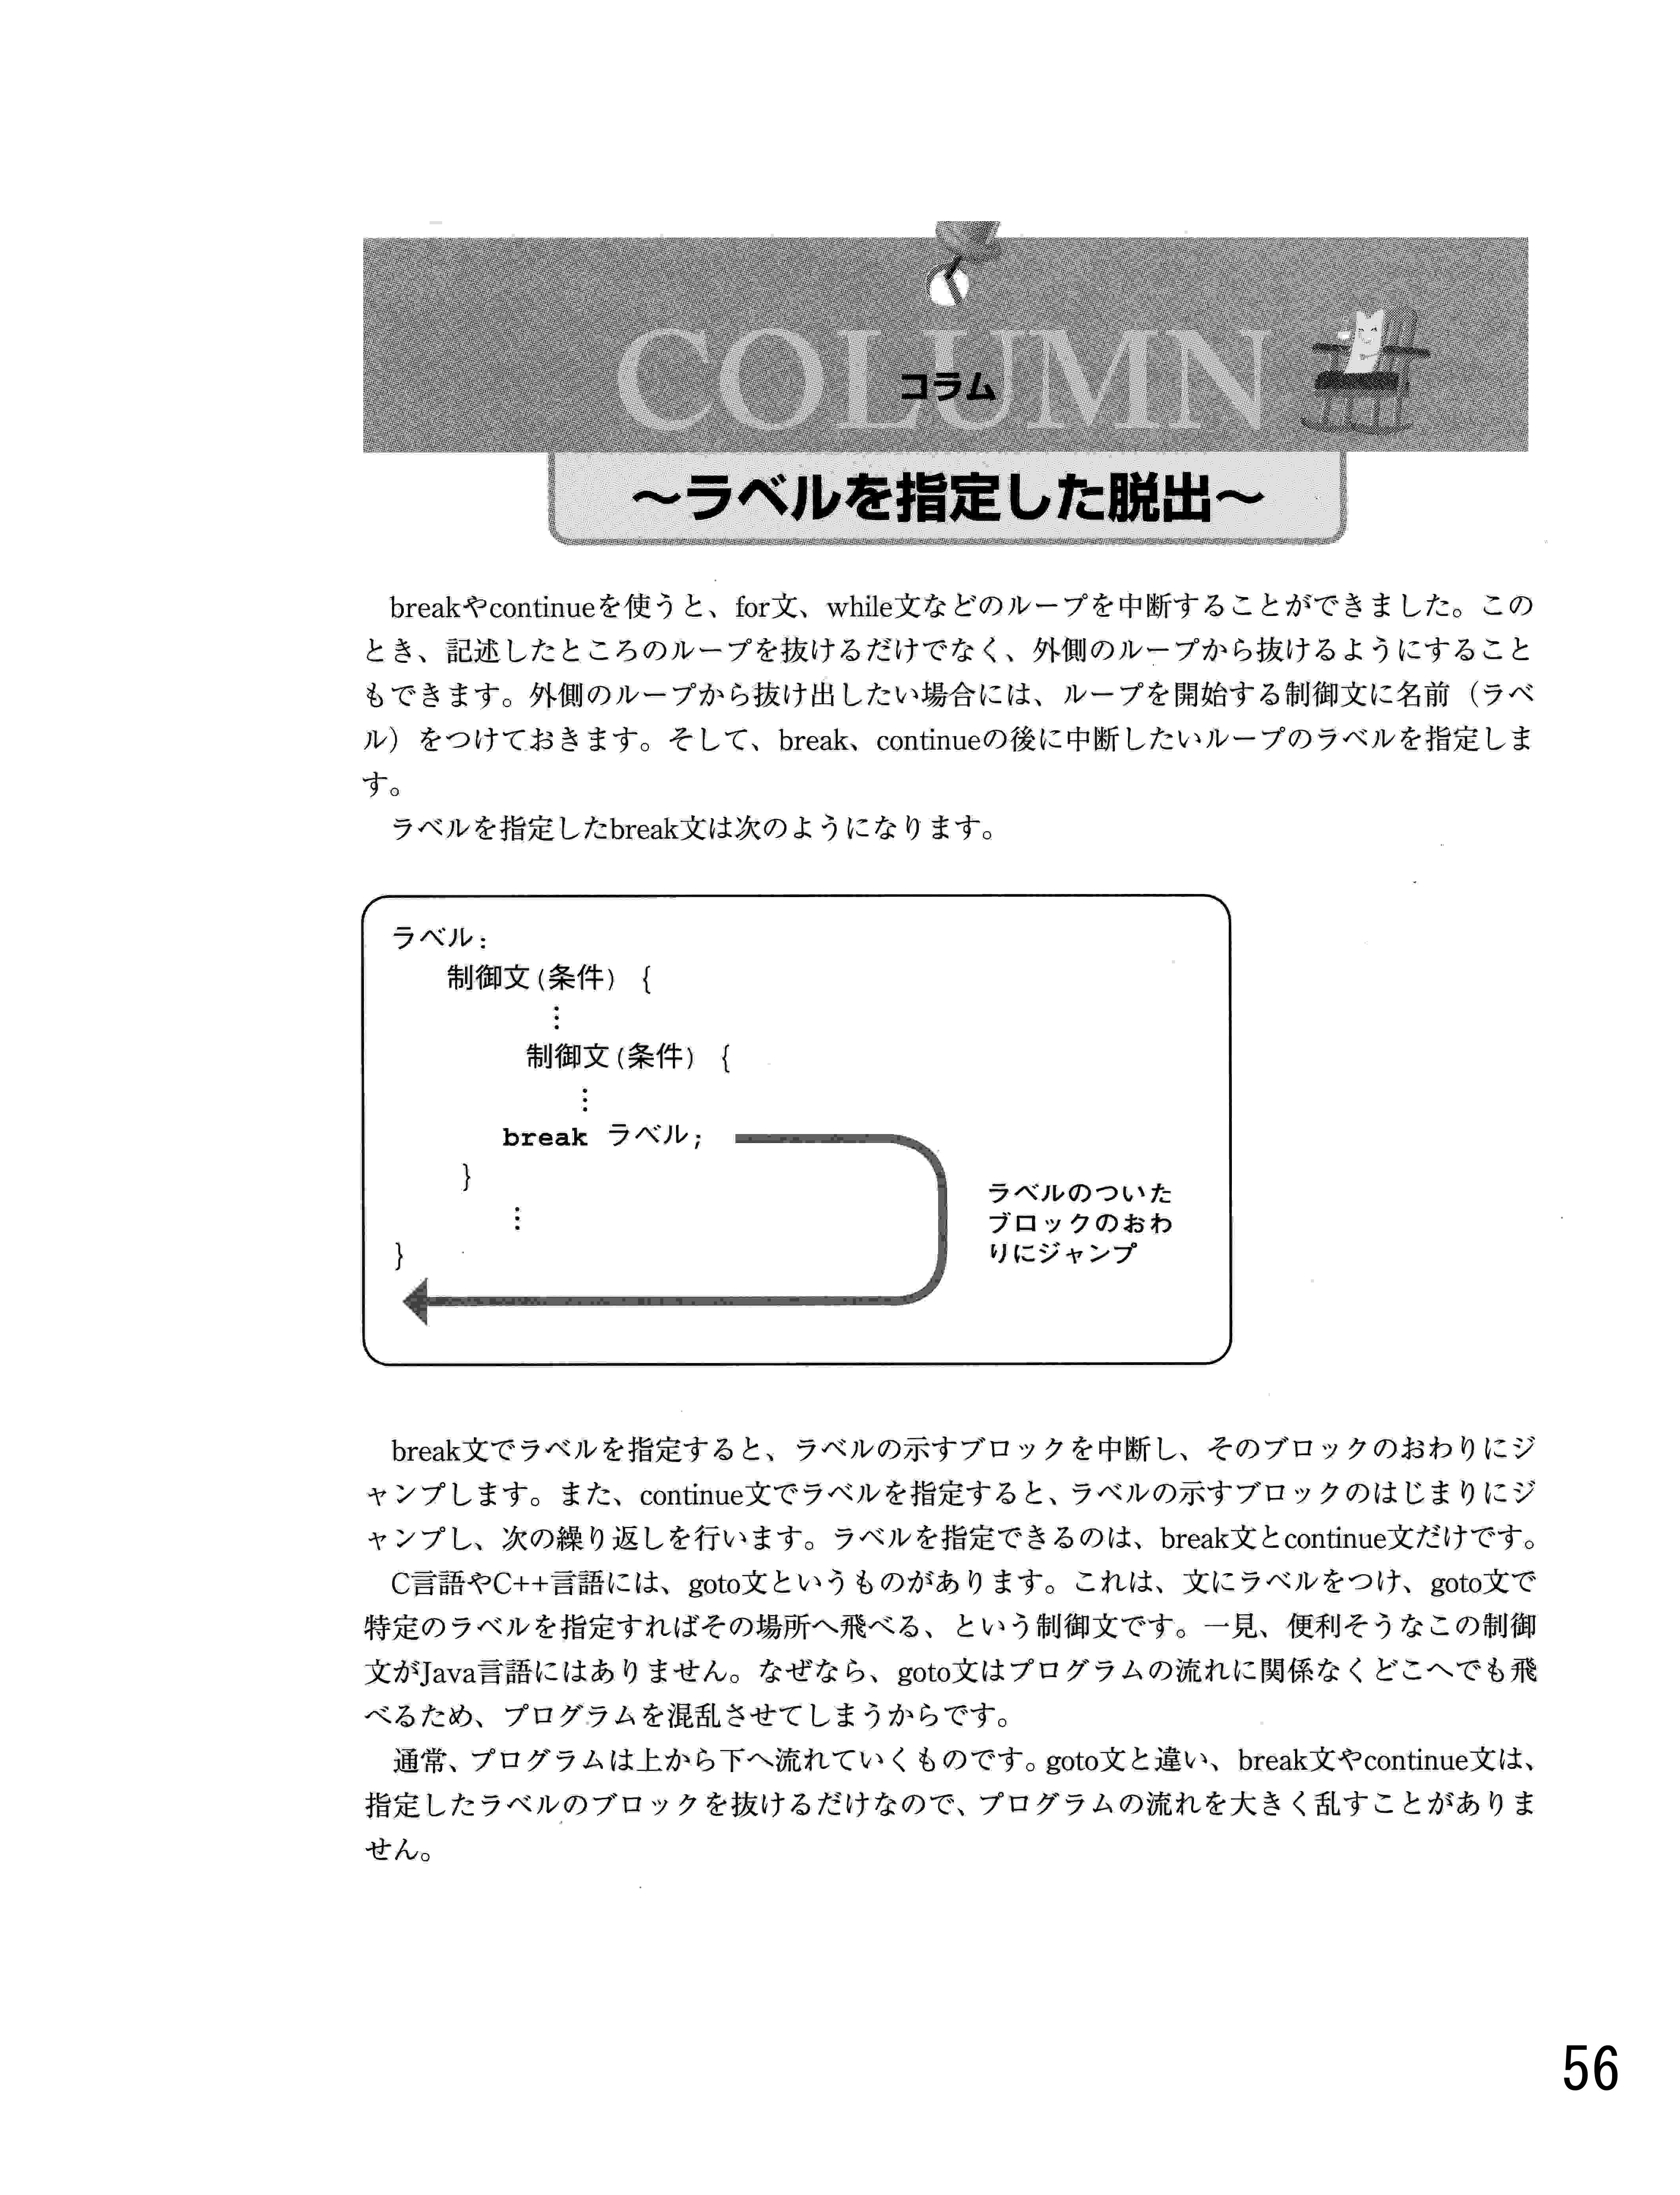 COLUMN
コラム
～ラベルを指定した脱出～
breakやcontinueを使うと、for文、while文などのループを中断することができました。この
とき、記述したところのループを抜けるだけでなく、外側のループから抜けるようにすること
もできます。外側のループから抜け出したい場合には、ループを開始する制御文に名前（ラベ
ル）をつけておきます。そして、break、continueの後に中断したいループのラベルを指定しま
す。
ラベルを指定したbreak文は次のようになります。
ラベル:
制御文(条件) {
⋮
制御文(条件) {
⋮
break ラベル;
}
⋮
}
ラベルのついた
ブロックのおわ
りにジャンプ
break文でラベルを指定すると、ラベルの示すブロックを中断し、そのブロックのおわりにジ
ャンプします。また、continue文でラベルを指定すると、ラベルの示すブロックのはじまりにジ
ャンプし、次の繰り返しを行います。ラベルを指定できるのは、break文とcontinue文だけです。
C言語やC++言語には、goto文というものがあります。これは、文にラベルをつけ、goto文で
特定のラベルを指定すればその場所へ飛べる、という制御文です。一見、便利そうなこの制御
文がJava言語にはありません。なぜなら、goto文はプログラムの流れに関係なくどこへでも飛
べるため、プログラムを混乱させてしまうからです。
通常、プログラムは上から下へ流れていくものです。goto文と違い、break文やcontinue文は、
指定したラベルのブロックを抜けるだけなので、プログラムの流れを大きく乱すことがありま
せん。
56